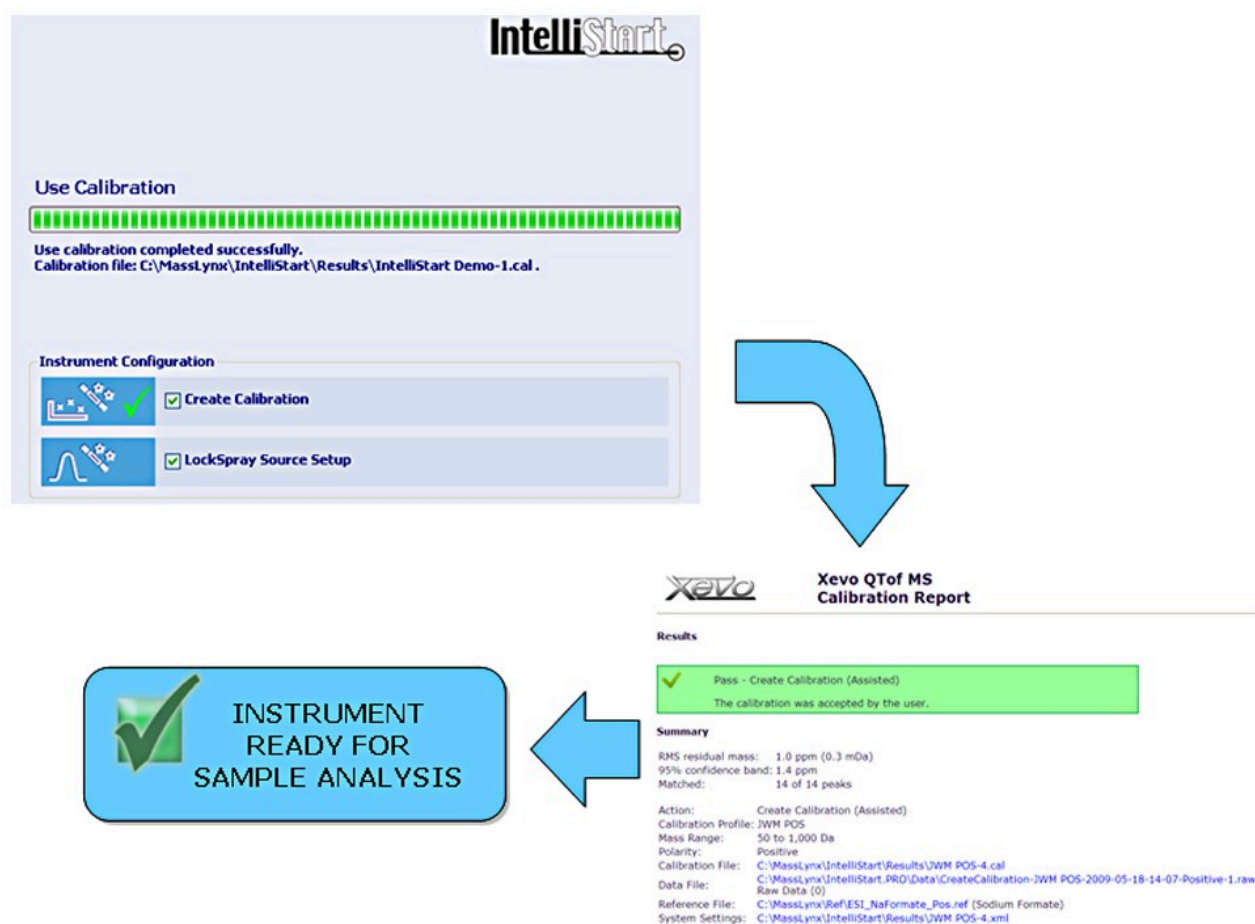 IntelliStart
Use Calibration
Use calibration completed successfully.
Calibration file: C:\MassLynx\IntelliStart\Results\IntelliStart Demo-1.cal .
Instrument Configuration
Create Calibration
LockSpray Source Setup
Xevo
Xevo QTof MS
Calibration Report
Results
Pass - Create Calibration (Assisted)
The calibration was accepted by the user.
Summary
RMS residual mass: 1.0 ppm (0.3 mDa)
95% confidence band: 1.4 ppm
Matched: 14 of 14 peaks
Action: Create Calibration (Assisted)
Calibration Profile: JWM POS
Mass Range: 50 to 1,000 Da
Polarity: Positive
Calibration File: C:\MassLynx\IntelliStart\Results\JWM POS-4.cal
Data File: C:\MassLynx\IntelliStart.PRO\Data\CreateCalibration-JWM POS-2009-05-18-14-07-Positive-1.raw
Raw Data (0)
Reference File: C:\MassLynx\Ref\ESI_NaFormate_Pos.ref (Sodium Formate)
System Settings: C:\MassLynx\IntelliStart\Results\JWM POS-4.xml
INSTRUMENT
READY FOR
SAMPLE ANALYSIS